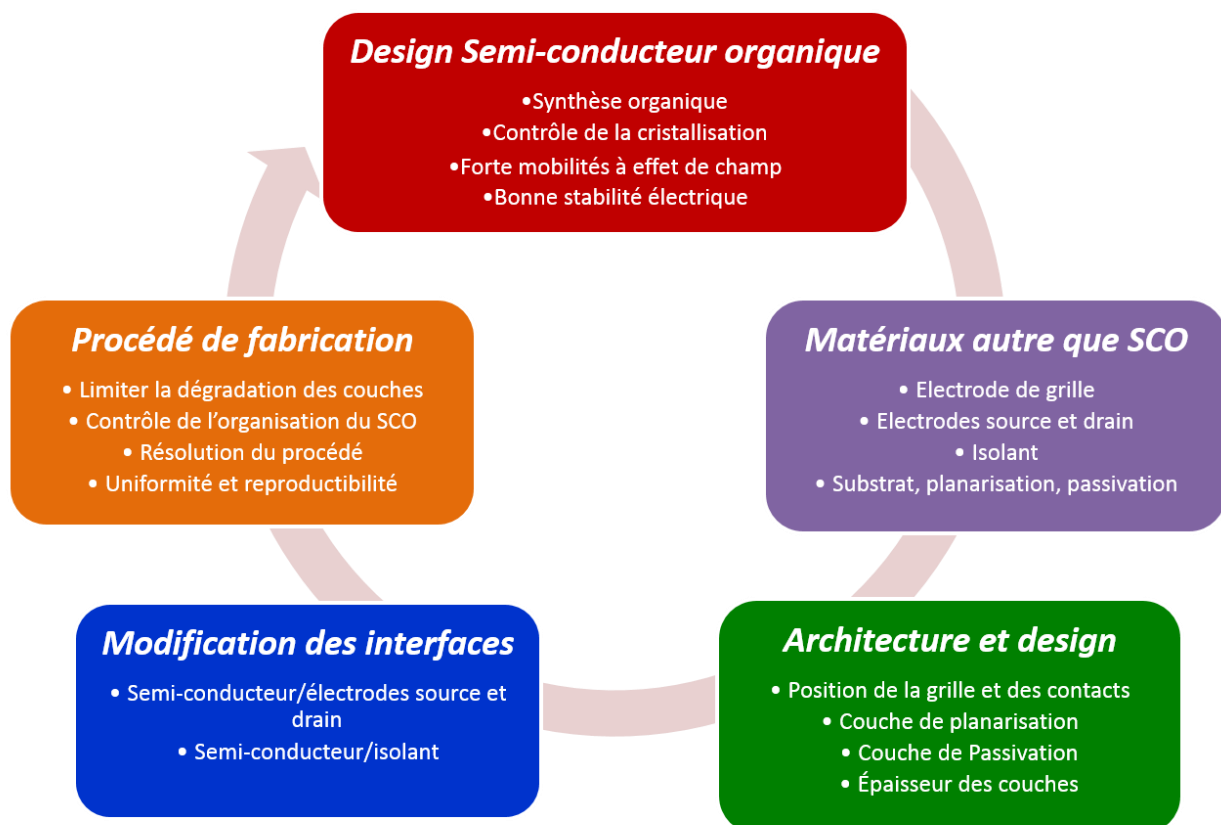 Design Semi-conducteur organique
•Synthèse organique
•Contrôle de la cristallisation
•Forte mobilités à effet de champ
•Bonne stabilité électrique
Matériaux autre que SCO
• Electrode de grille
• Electrodes source et drain
• Isolant
• Substrat, planarisation, passivation
Architecture et design
• Position de la grille et des contacts
• Couche de planarisation
• Couche de Passivation
• Épaisseur des couches
Modification des interfaces
• Semi-conducteur/électrodes source et
drain
• Semi-conducteur/isolant
Procédé de fabrication
• Limiter la dégradation des couches
• Contrôle de l’organisation du SCO
• Résolution du procédé
• Uniformité et reproductibilité